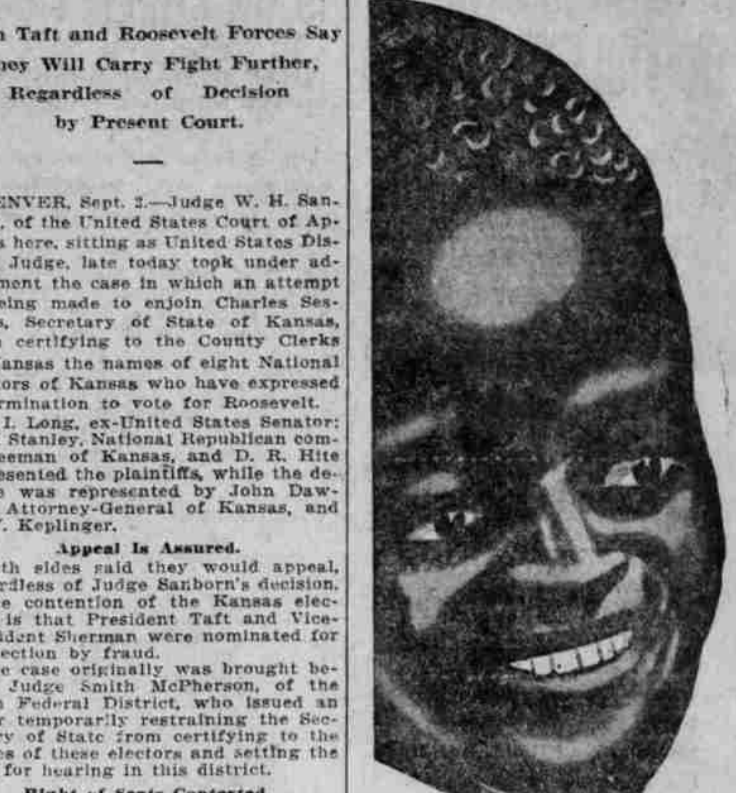 n Taft and Roosevelt Forces Say
hey Will Carry Fight Further,
Regardless of Decision
by Present Court.
ENVER, Sept. 2.—Judge W. H. San-
, of the United States Court of Ap-
s here, sitting as United States Dis-
Judge, late today topk under ad-
ment the case in which an attempt
eing made to enjoin Charles Ses-
s, Secretary of State of Kansas,
certifying to the County Clerks
ansas the names of eight National
tors of Kansas who have expressed
rmination to vote for Roosevelt.
I. Long, ex-United States Senator;
Stanley, National Republican com-
eeman of Kansas, and D. R. Hite
esented the plaintiffs, while the de-
e was represented by John Daw-
Attorney-General of Kansas, and
. Keplinger.
Appeal Is Assured.
th sides said they would appeal,
rdless of Judge Sanborn's decision.
e contention of the Kansas elec-
is that President Taft and Vice-
ident Sherman were nominated for
ection by fraud.
e case originally was brought be-
Judge Smith McPherson, of the
Federal District, who issued an
r temporarily restraining the Sec-
ry of State from certifying to the
es of these electors and setting the
for hearing in this district.
Right of State Contested